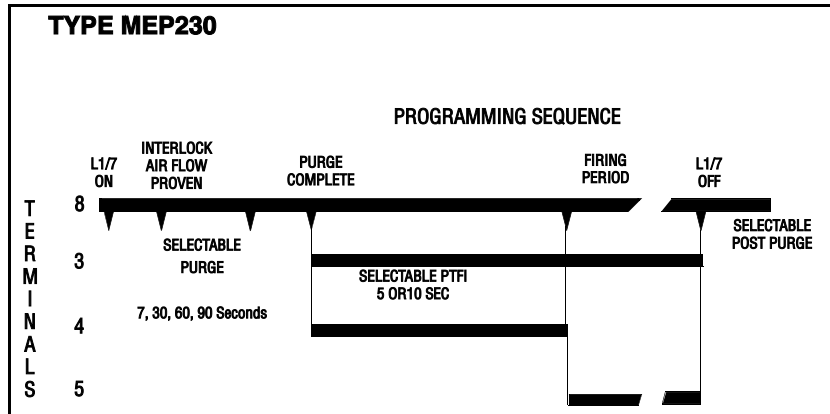 TYPE MEP230
PROGRAMMING SEQUENCE
L1/7
ON
INTERLOCK
AIR FLOW
PROVEN
PURGE
COMPLETE
FIRING
PERIOD
L1/7
OFF
TERMINALS
8
SELECTABLE
PURGE
SELECTABLE
POST PURGE
3
SELECTABLE PTFI
5 OR10 SEC
7, 30, 60, 90 Seconds
4
5